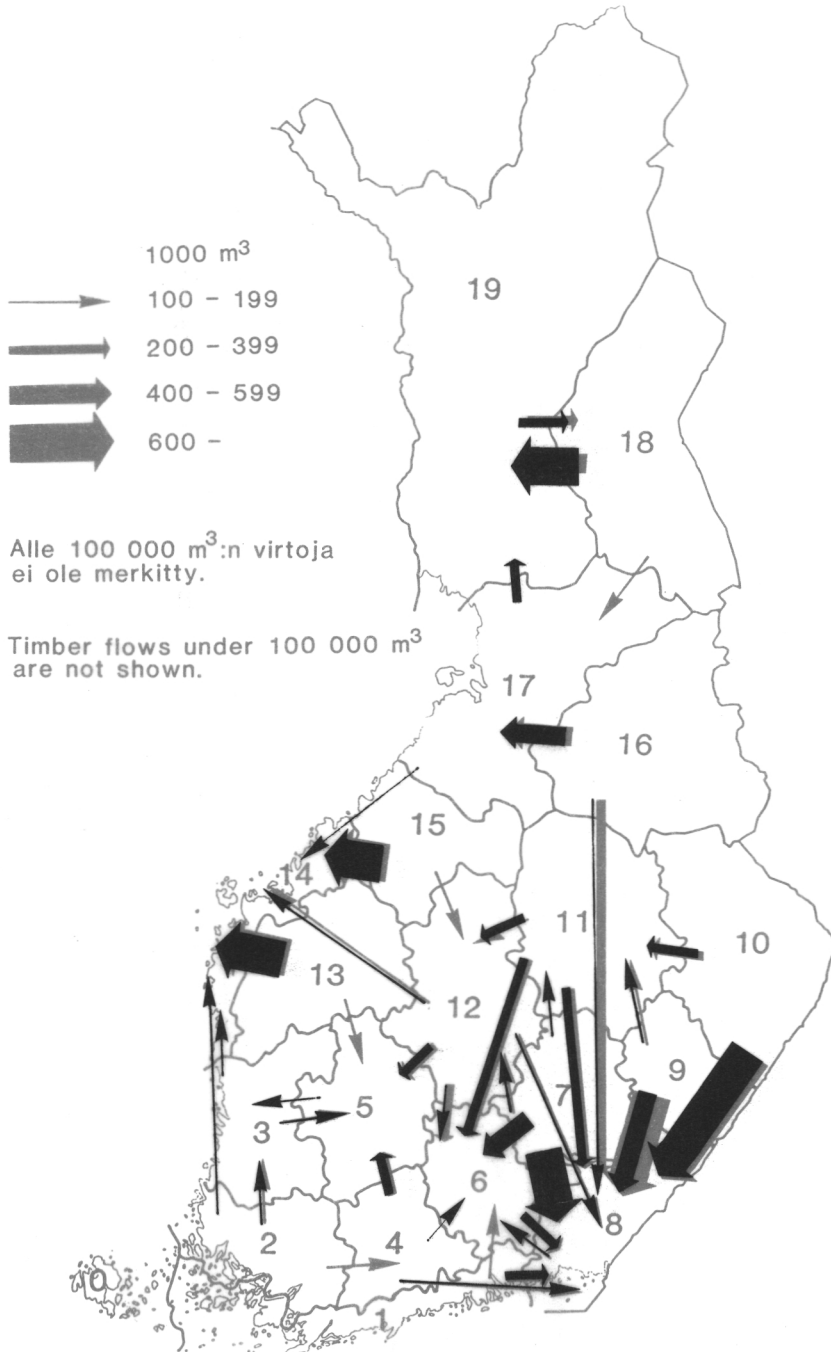 1000 m³
100 – 199
200 – 399
400 – 599
600 –
Alle 100 000 m³:n virtoja
ei ole merkitty.
Timber flows under 100 000 m³
are not shown.
19
18
17
16
15
14
13
12
11
10
9
7
5
3
6
8
2
4
0
1